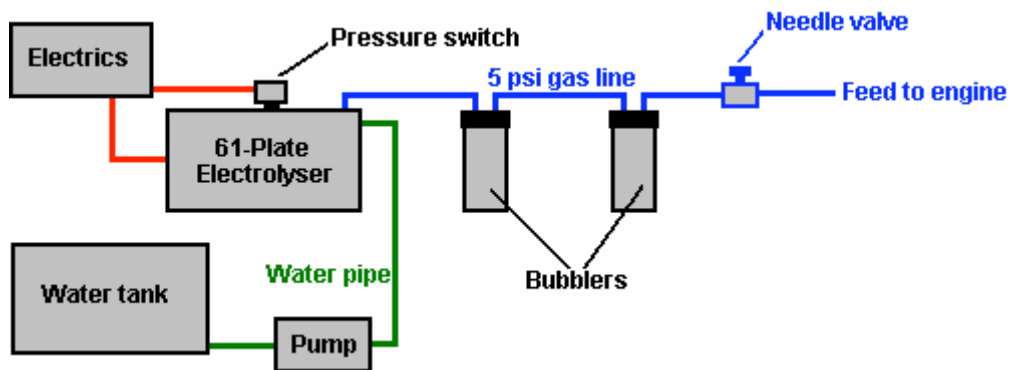 Needle valve
Pressure switch
Electrics
5 psi gas line
Feed to engine
61-Plate
Electrolyser
Water pipe
Bubblers
Water tank
Pump